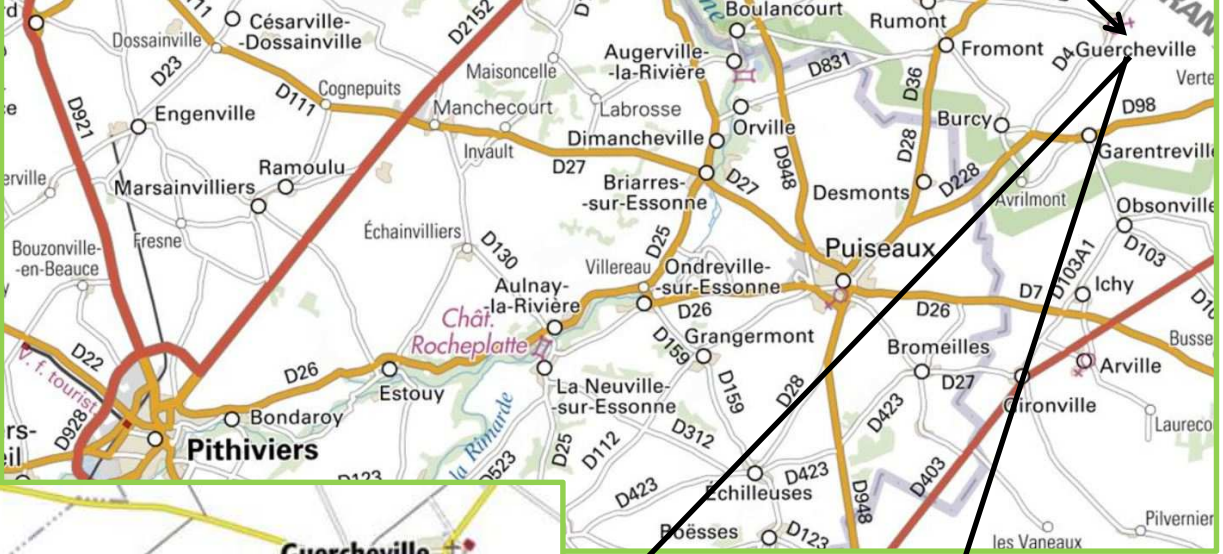 D2152
Césarville-
-Dossainville
Dossainville
D23
D921
Engenville
D111
Cognepuits
Maisoncelle
Manchecourt
Labrosse
Invault
D27
Augerville-
-la-Rivière
Boulancourt
Rumont
Fromont
D831
D36
D4
Guercheville
D98
Burcy
Garentreville
Orville
Dimancheville
D948
D28
Desmonts
D228
Avrilmont
Obsonville
Briarres-
-sur-Essonne
D27
Ramoulu
Marsainvilliers
Fresne
Bouzonville-
-en-Beauce
Échainvilliers
D130
D25
Villereau
Ondreville-
-sur-Essonne
Puiseaux
D103A1
D103
Ichy
D7
D26
D26
Aulnay-
-la-Rivière
Chât.
Rocheplatte
D159
Grangermont
Bromeilles
D27
Arville
Gironville
D22
V. f. tourist.
D928
D26
Estouy
Bondaroy
Pithiviers
La Neuville-
-sur-Essonne
la Rimarde
D523
D25
D112
D312
D159
D28
D423
D423
D423
Échilleuses
Boësses
D123
D948
D403
Pilvernier
les Vaneaux
Guercheville